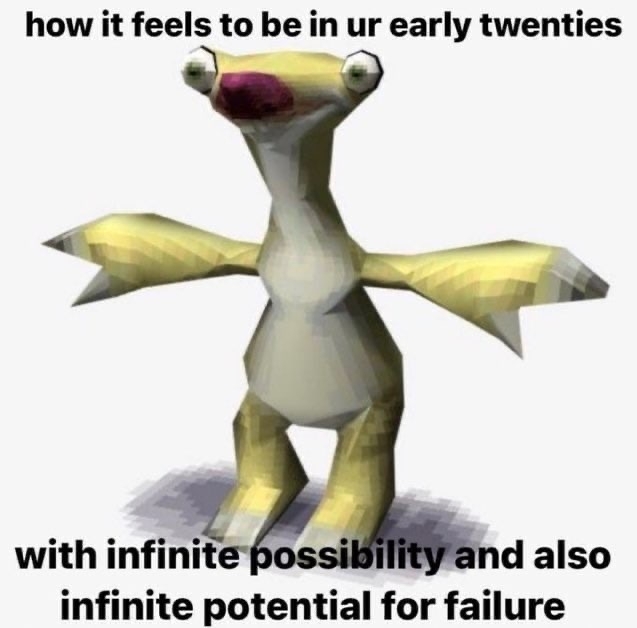 how it feels to be in ur early twenties
with infinite possibility and also
infinite potential for failure